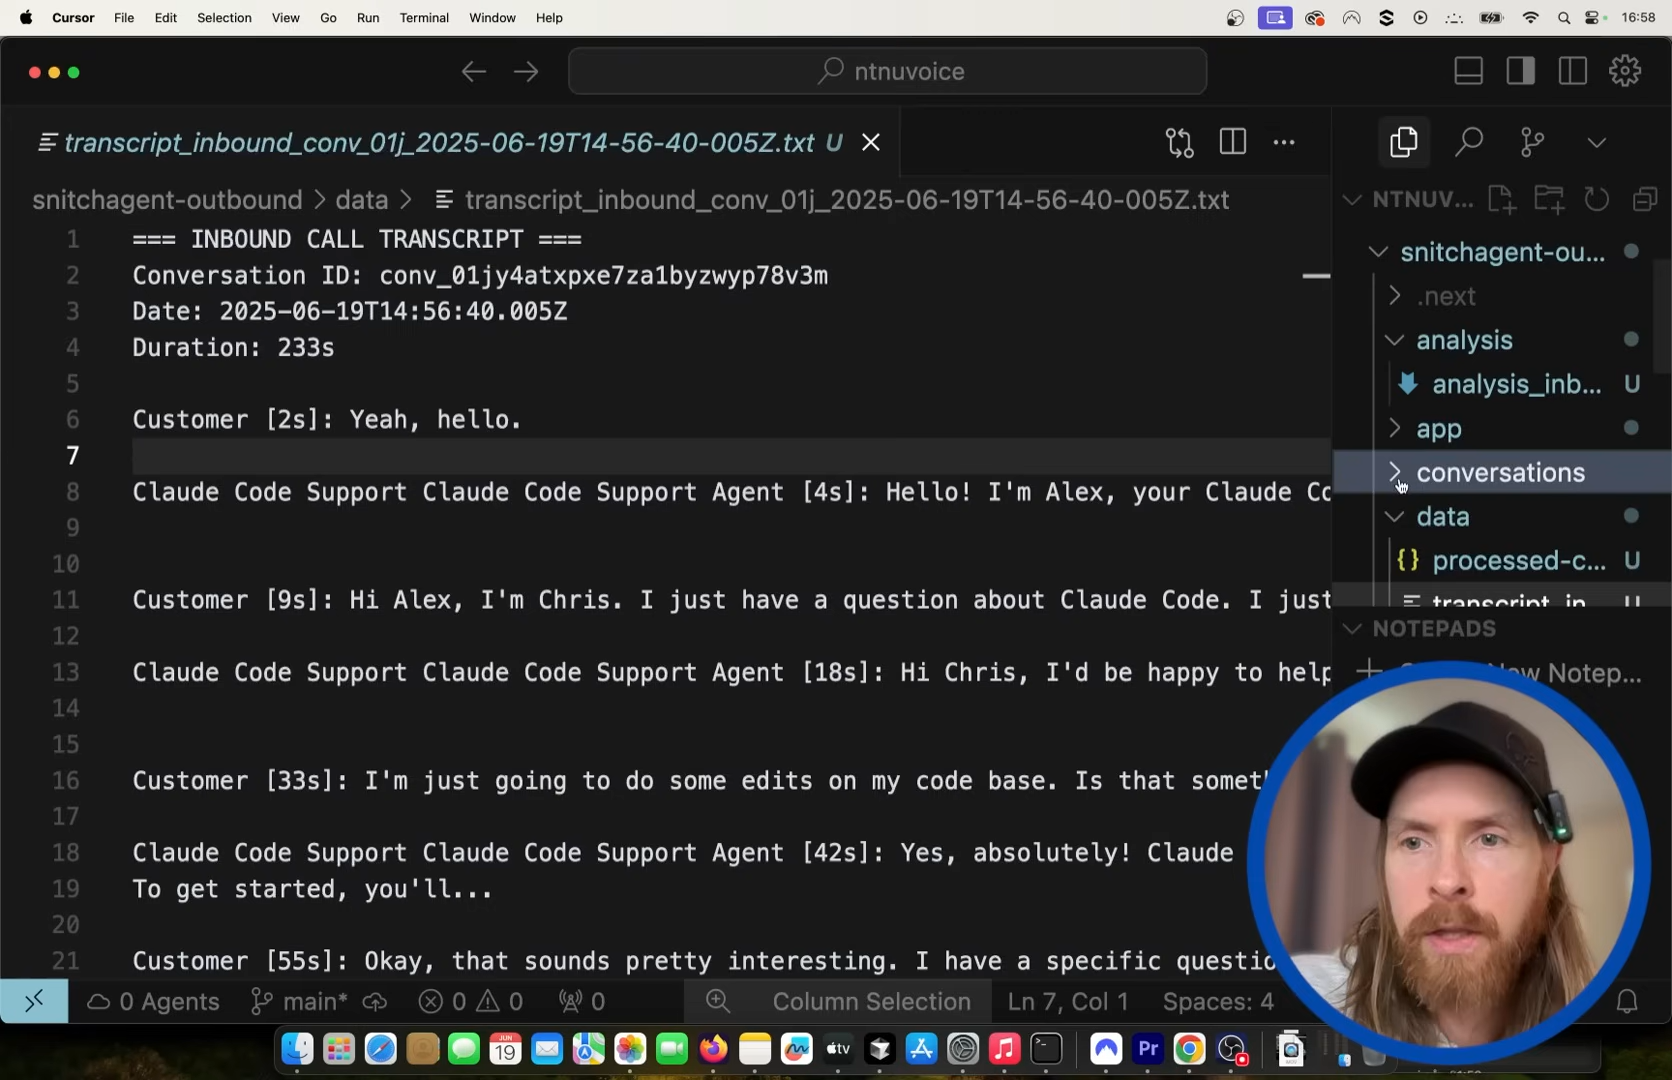 Cursor File Edit Selection View Go Run Terminal Window Help 16:58
ntnuvoice
transcript_inbound_conv_01j_2025-06-19T14-56-40-005Z.txt U
snitchagent-outbound > data > transcript_inbound_conv_01j_2025-06-19T14-56-40-005Z.txt
1 === INBOUND CALL TRANSCRIPT ===
2 Conversation ID: conv_01jy4atxpxe7za1byzwyp78v3m
3 Date: 2025-06-19T14:56:40.005Z
4 Duration: 233s
5
6 Customer [2s]: Yeah, hello.
7
8 Claude Code Support Claude Code Support Agent [4s]: Hello! I'm Alex, your Claude Co
9
10
11 Customer [9s]: Hi Alex, I'm Chris. I just have a question about Claude Code. I just
12
13 Claude Code Support Claude Code Support Agent [18s]: Hi Chris, I'd be happy to help
14
15
16 Customer [33s]: I'm just going to do some edits on my code base. Is that someth
17
18 Claude Code Support Claude Code Support Agent [42s]: Yes, absolutely! Claude
19 To get started, you'll...
20
21 Customer [55s]: Okay, that sounds pretty interesting. I have a specific questio
NTNUV...
snitchagent-ou...
.next
analysis
analysis_inb... U
app
conversations
data
{} processed-c... U
transcript_in... U
NOTEPADS
New Notep...
0 Agents main* 0 0 0 Column Selection Ln 7, Col 1 Spaces: 4
JUN
19
tv
Pr